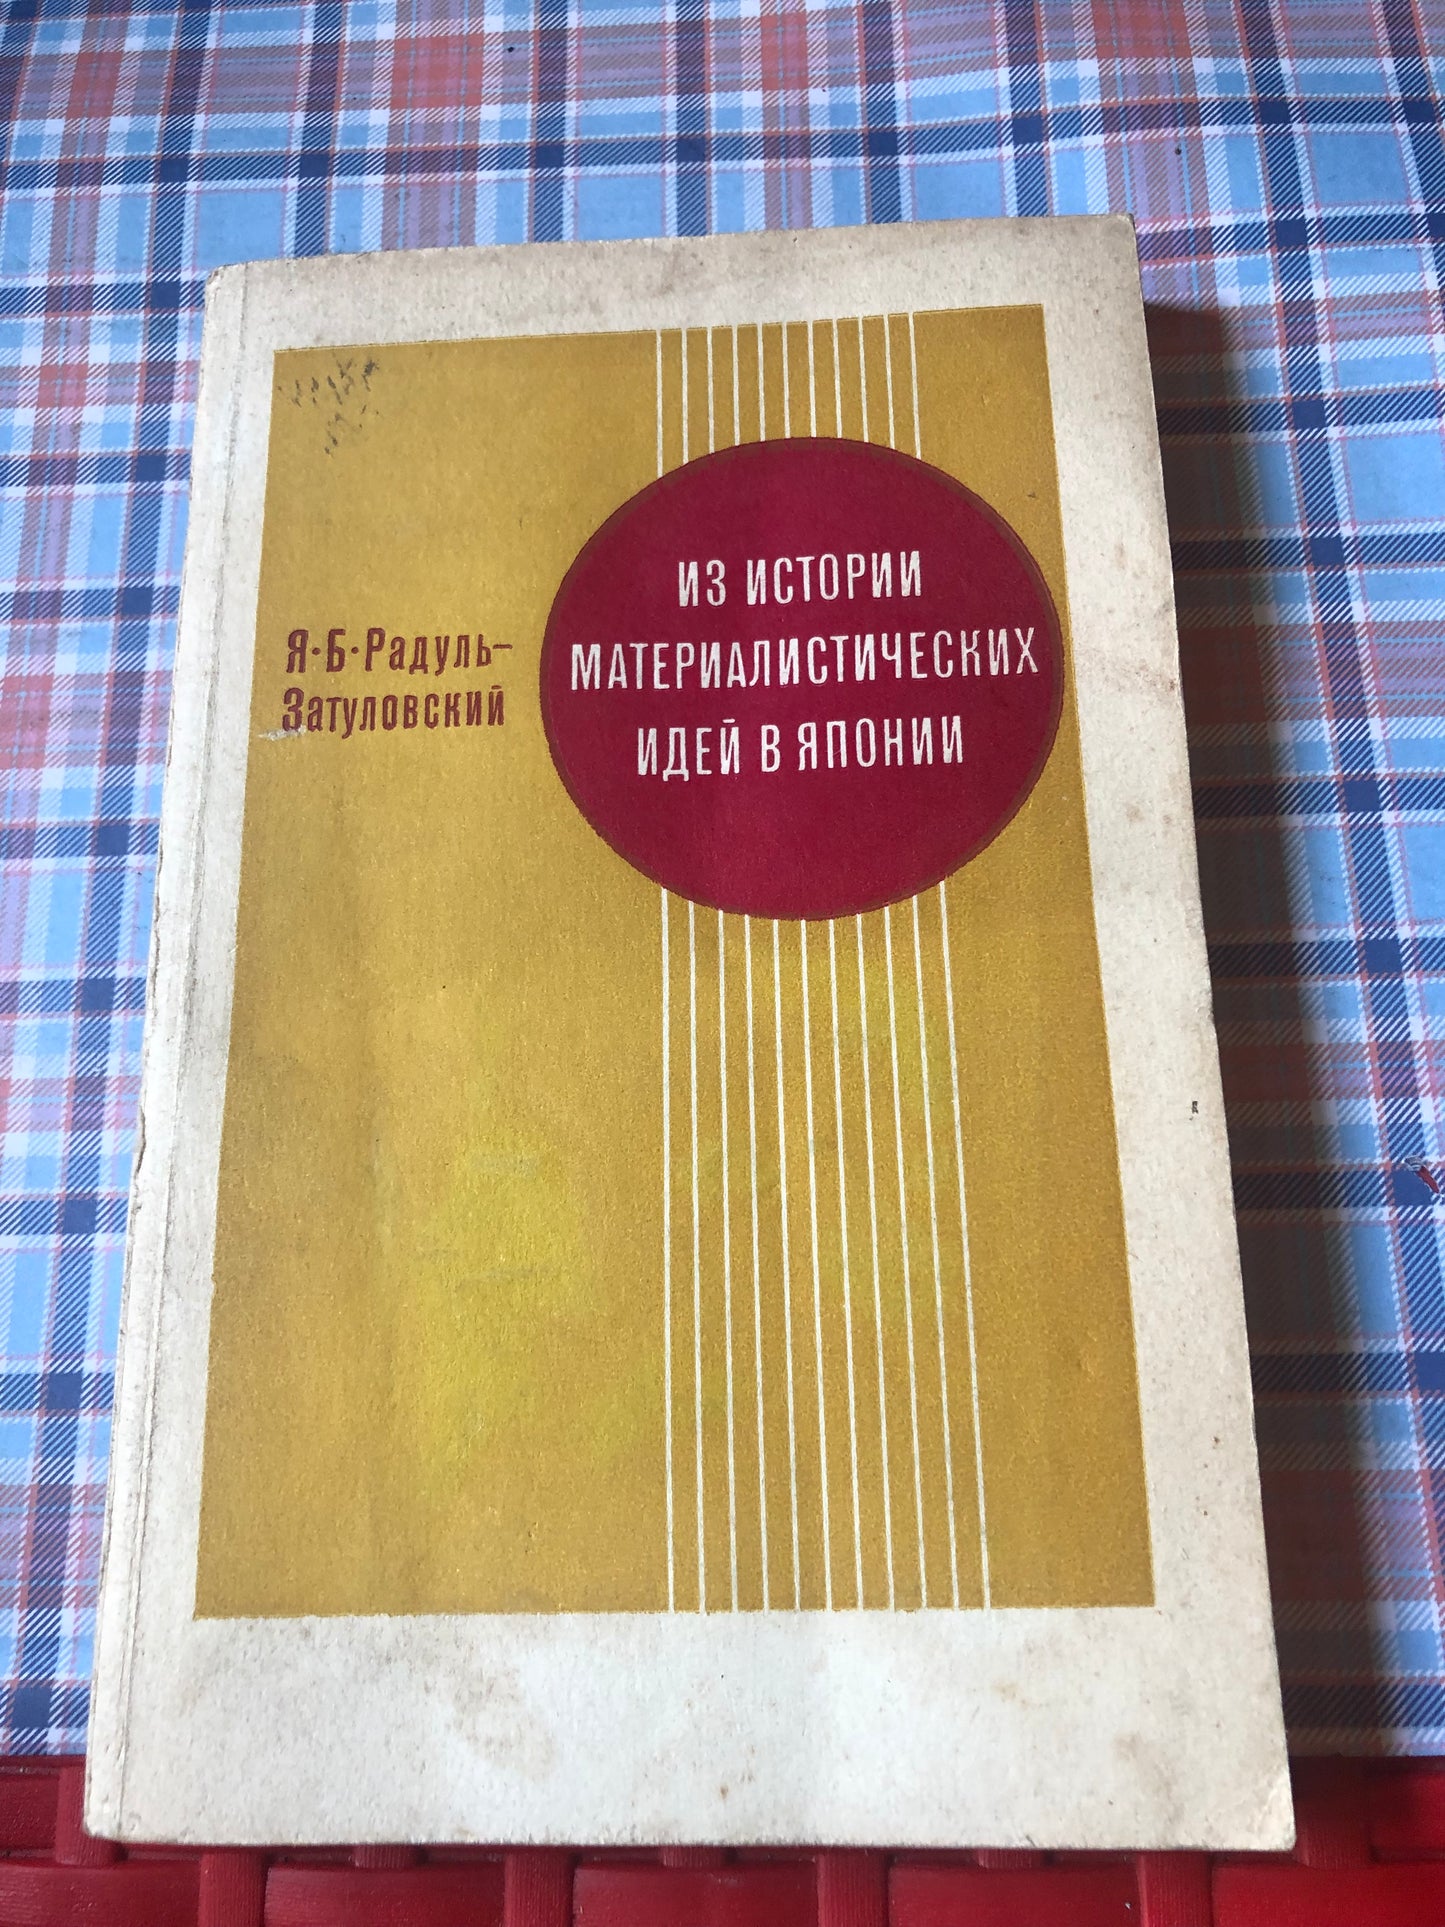 Я·Б·Радуль-
Затуловский
ИЗ ИСТОРИИ
МАТЕРИАЛИСТИЧЕСКИХ
ИДЕЙ В ЯПОНИИ